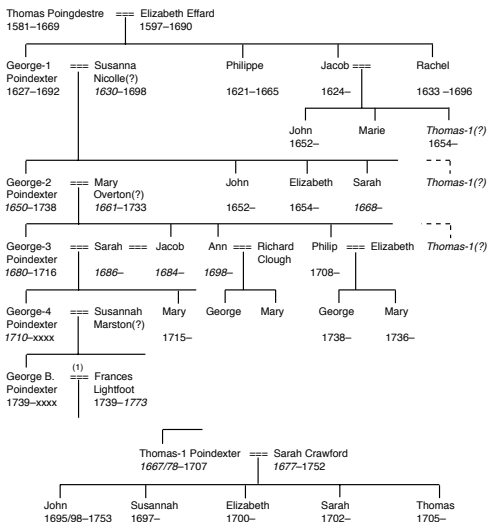 Thomas Poingdestre === Elizabeth Effard
1581–1669 1597–1690
George-1 === Susanna Philippe Jacob === Rachel
Poindexter Nicolle(?)
1627–1692 1630–1698 1621–1665 1624– 1633 –1696
John Marie Thomas-1(?)
1652– 1654–
George-2 === Mary John Elizabeth Sarah Thomas-1(?)
Poindexter Overton(?)
1650–1738 1661–1733 1652– 1654– 1668–
George-3 === Sarah === Jacob Ann === Richard Philip === Elizabeth Thomas-1(?)
Poindexter Clough
1680–1716 1686– 1684– 1698– 1708–
George-4 === Susannah Mary George Mary George Mary
Poindexter Marston(?)
1710–xxxx 1715– 1738– 1736–
(1)
George B. === Frances
Poindexter Lightfoot
1739–xxxx 1739–1773
Thomas-1 Poindexter === Sarah Crawford
1667/78–1707 1677–1752
John Susannah Elizabeth Sarah Thomas
1695/98–1753 1697– 1700– 1702– 1705–